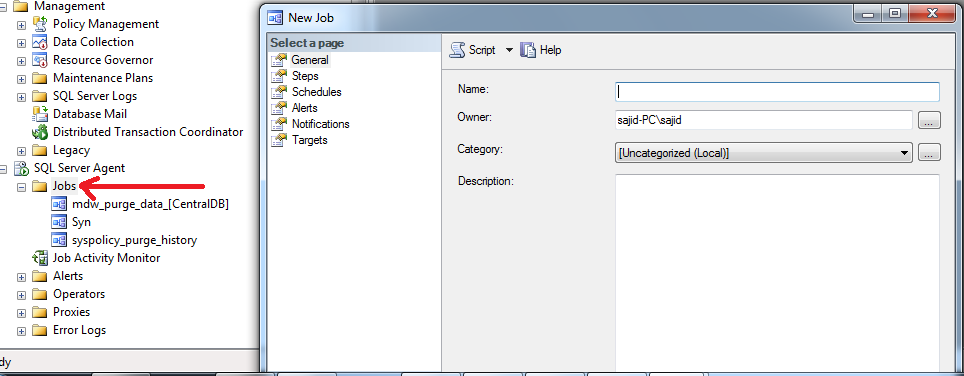 Management
Policy Management
Data Collection
Resource Governor
Maintenance Plans
SQL Server Logs
Database Mail
Distributed Transaction Coordinator
Legacy
SQL Server Agent
Jobs
mdw_purge_data_[CentralDB]
Syn
syspolicy_purge_history
Job Activity Monitor
Alerts
Operators
Proxies
Error Logs
dy
New Job
Select a page
General
Steps
Schedules
Alerts
Notifications
Targets
Script Help
Name:
Owner: sajid-PC\sajid ...
Category: [Uncategorized (Local)] ...
Description: